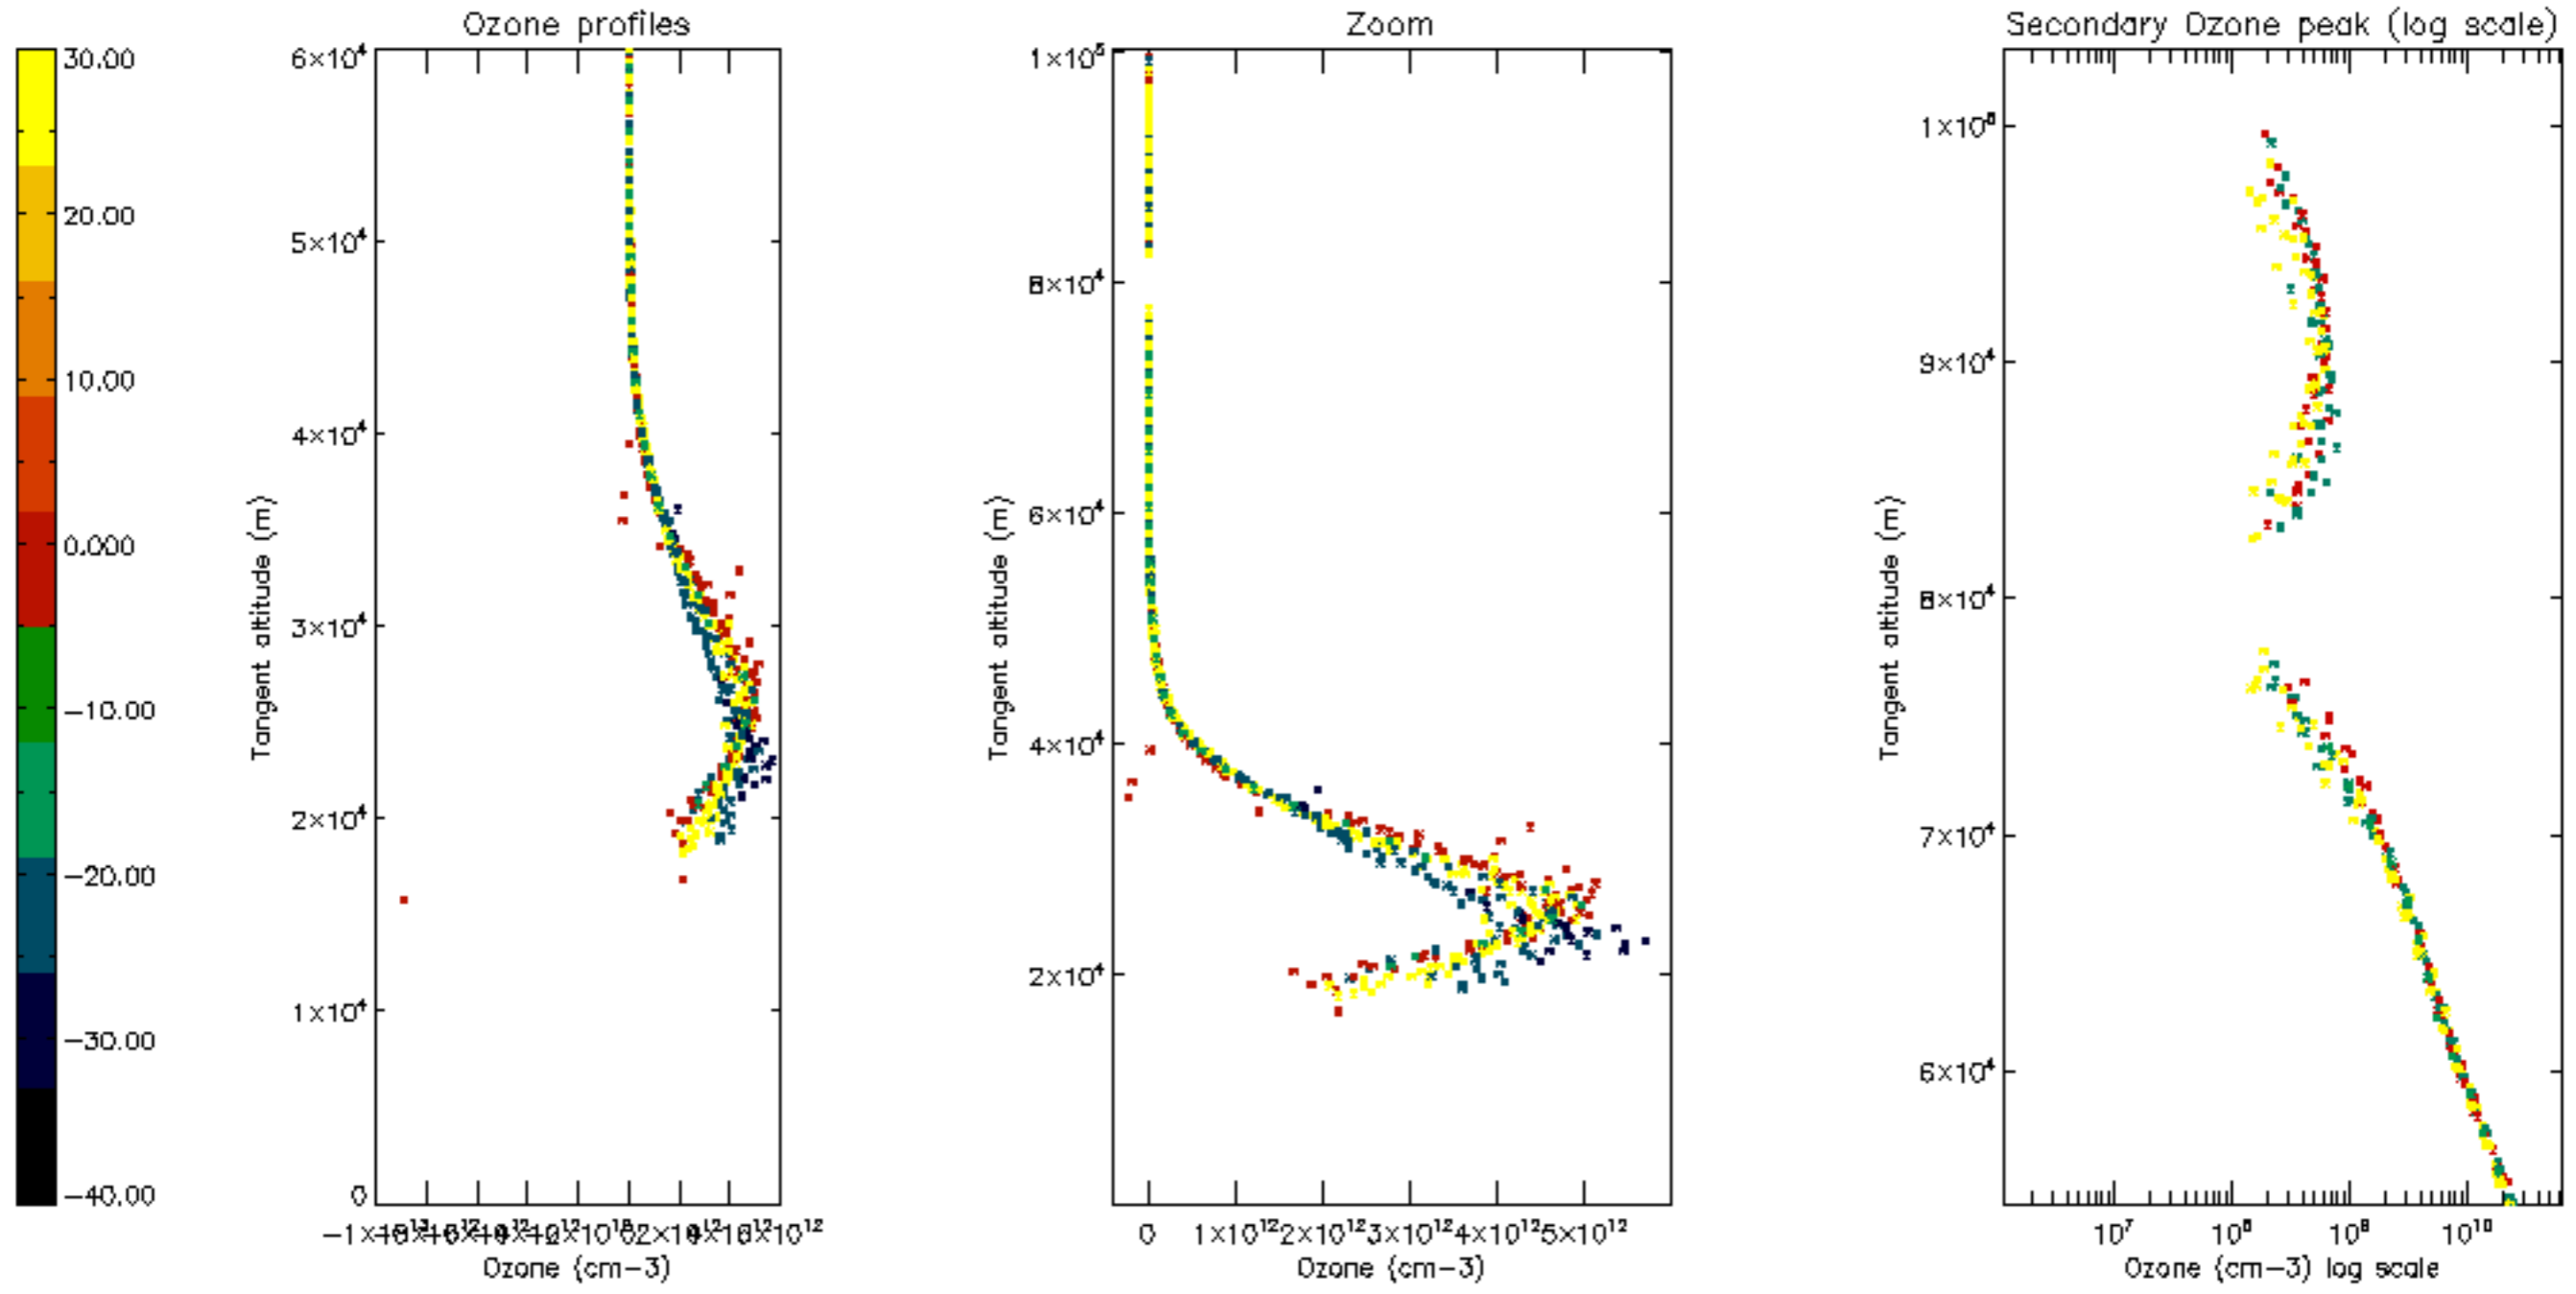 Ozone profiles
Zoom
Secondary Ozone peak (log scale)
30.00
20.00
10.00
0.000
−10.00
−20.00
−30.00
−40.00
6×10⁴
5×10⁴
4×10⁴
3×10⁴
2×10⁴
1×10⁴
0
Tangent altitude (m)
Ozone (cm−3)
1×10⁵
8×10⁴
6×10⁴
4×10⁴
2×10⁴
Tangent altitude (m)
0 1×10¹² 2×10¹² 3×10¹² 4×10¹² 5×10¹²
Ozone (cm−3)
1×10⁵
9×10⁴
8×10⁴
7×10⁴
6×10⁴
Tangent altitude (m)
10⁷ 10⁸ 10⁹ 10¹⁰
Ozone (cm−3) log scale